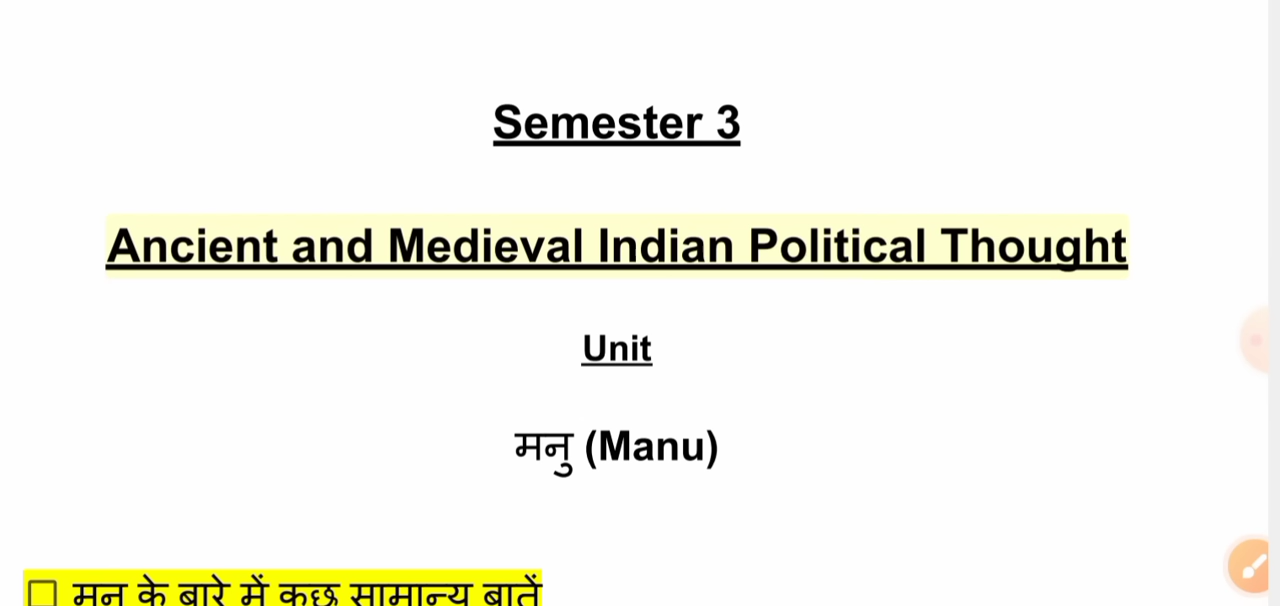 Semester 3
Ancient and Medieval Indian Political Thought
Unit
मनु (Manu)
☐ मनु के बारे में कुछ सामान्य बातें